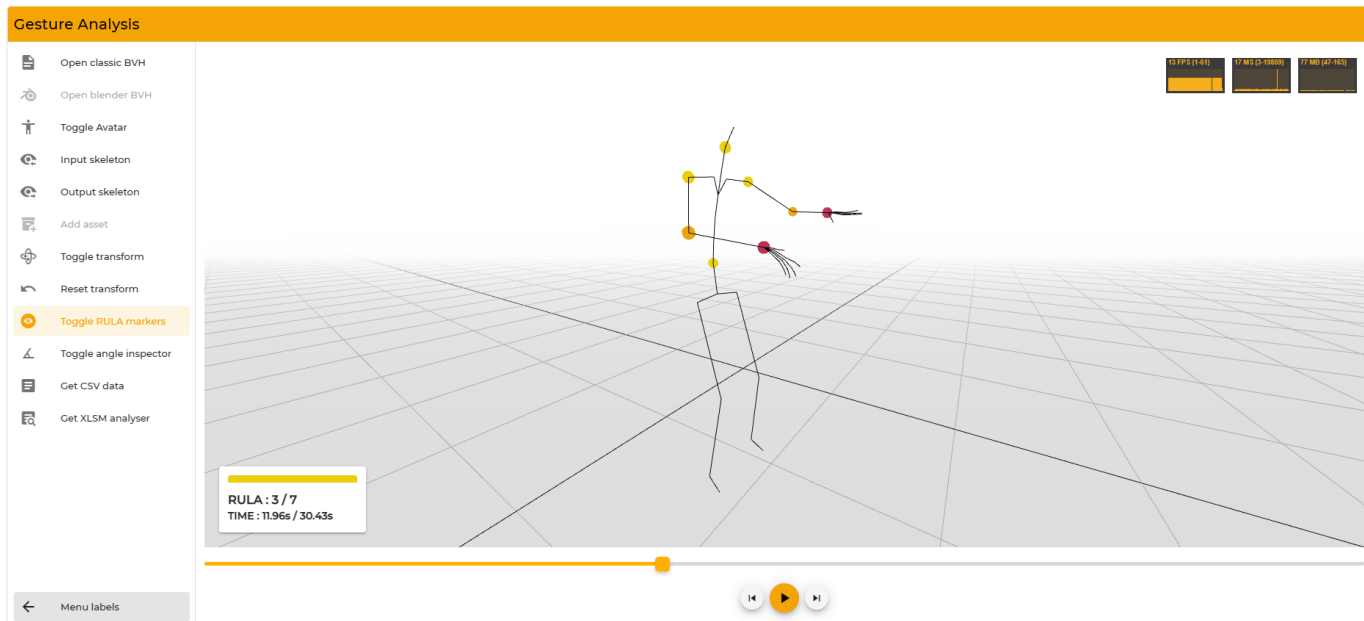 Gesture Analysis
Open classic BVH
Open blender BVH
Toggle Avatar
Input skeleton
Output skeleton
Add asset
Toggle transform
Reset transform
Toggle RULA markers
Toggle angle inspector
Get CSV data
Get XLSM analyser
Menu labels
13 FPS (1-61)
17 MS (3-19809)
77 MB (47-165)
RULA : 3 / 7
TIME : 11.96s / 30.43s